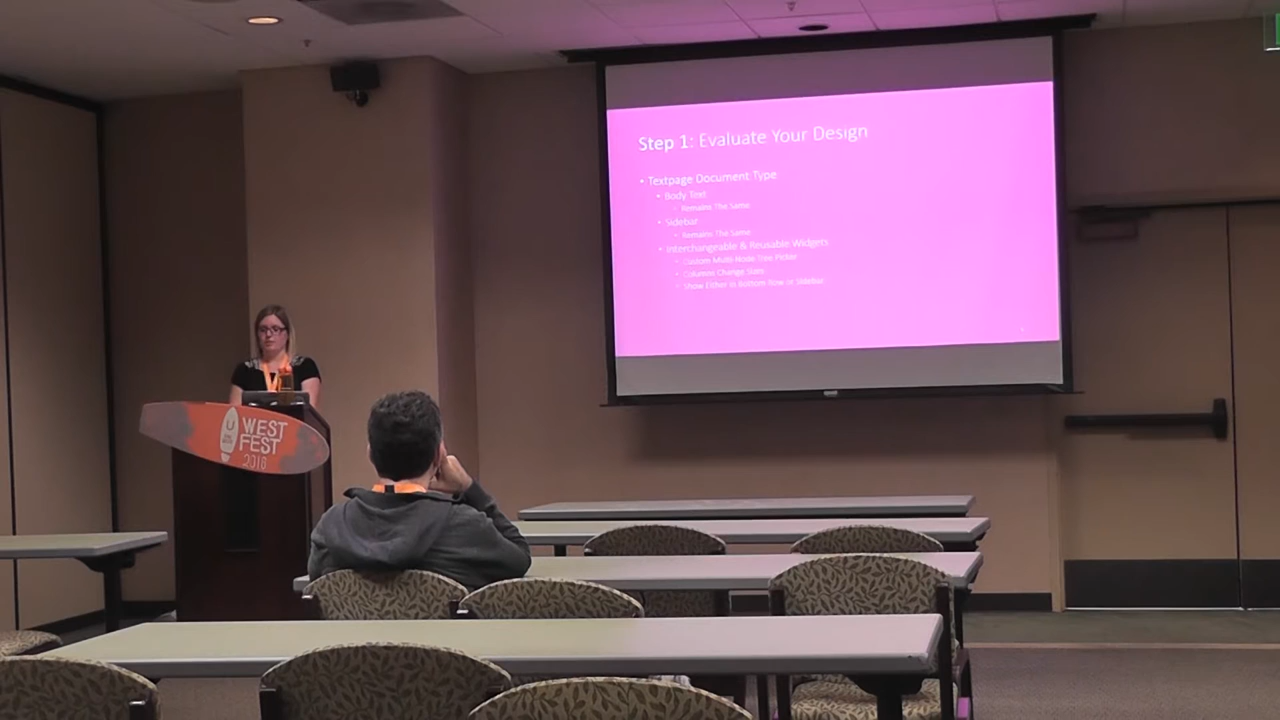 Step 1: Evaluate Your Design
• Textpage Document Type
• Body Text
• Remains The Same
• Sidebar
• Remains The Same
• Interchangeable & Reusable Widgets
• Custom Multi-Node Tree Picker
• Columns Change Size
• Show Either in Bottom Row or Sidebar
U
WEST
FEST
2018